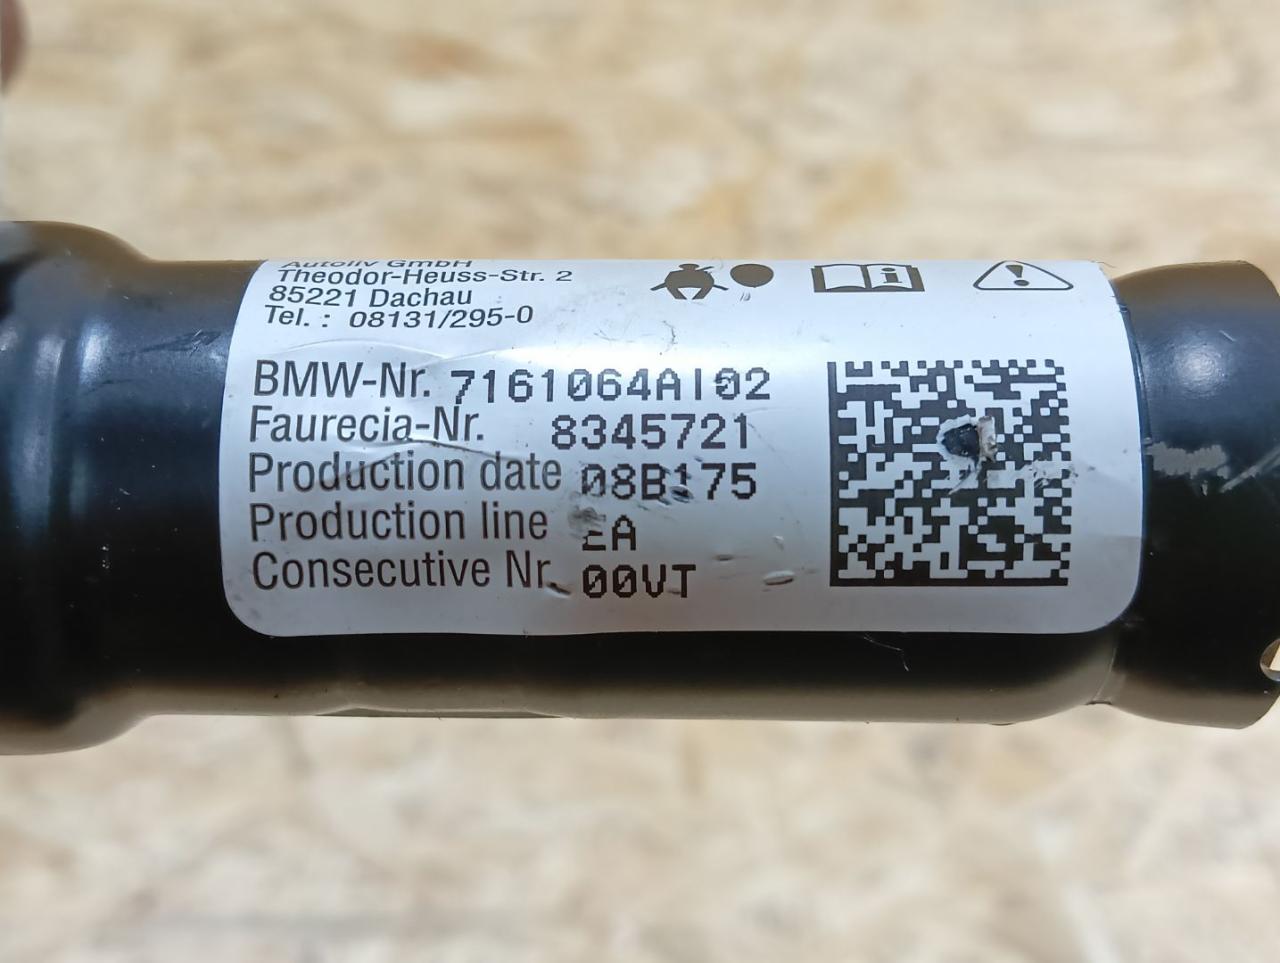 Autoliv GmbH
Theodor-Heuss-Str. 2
85221 Dachau
Tel. : 08131/295-0
BMW-Nr. 7161064AI02
Faurecia-Nr. 8345721
Production date
Production line EA
Consecutive Nr. 00VT